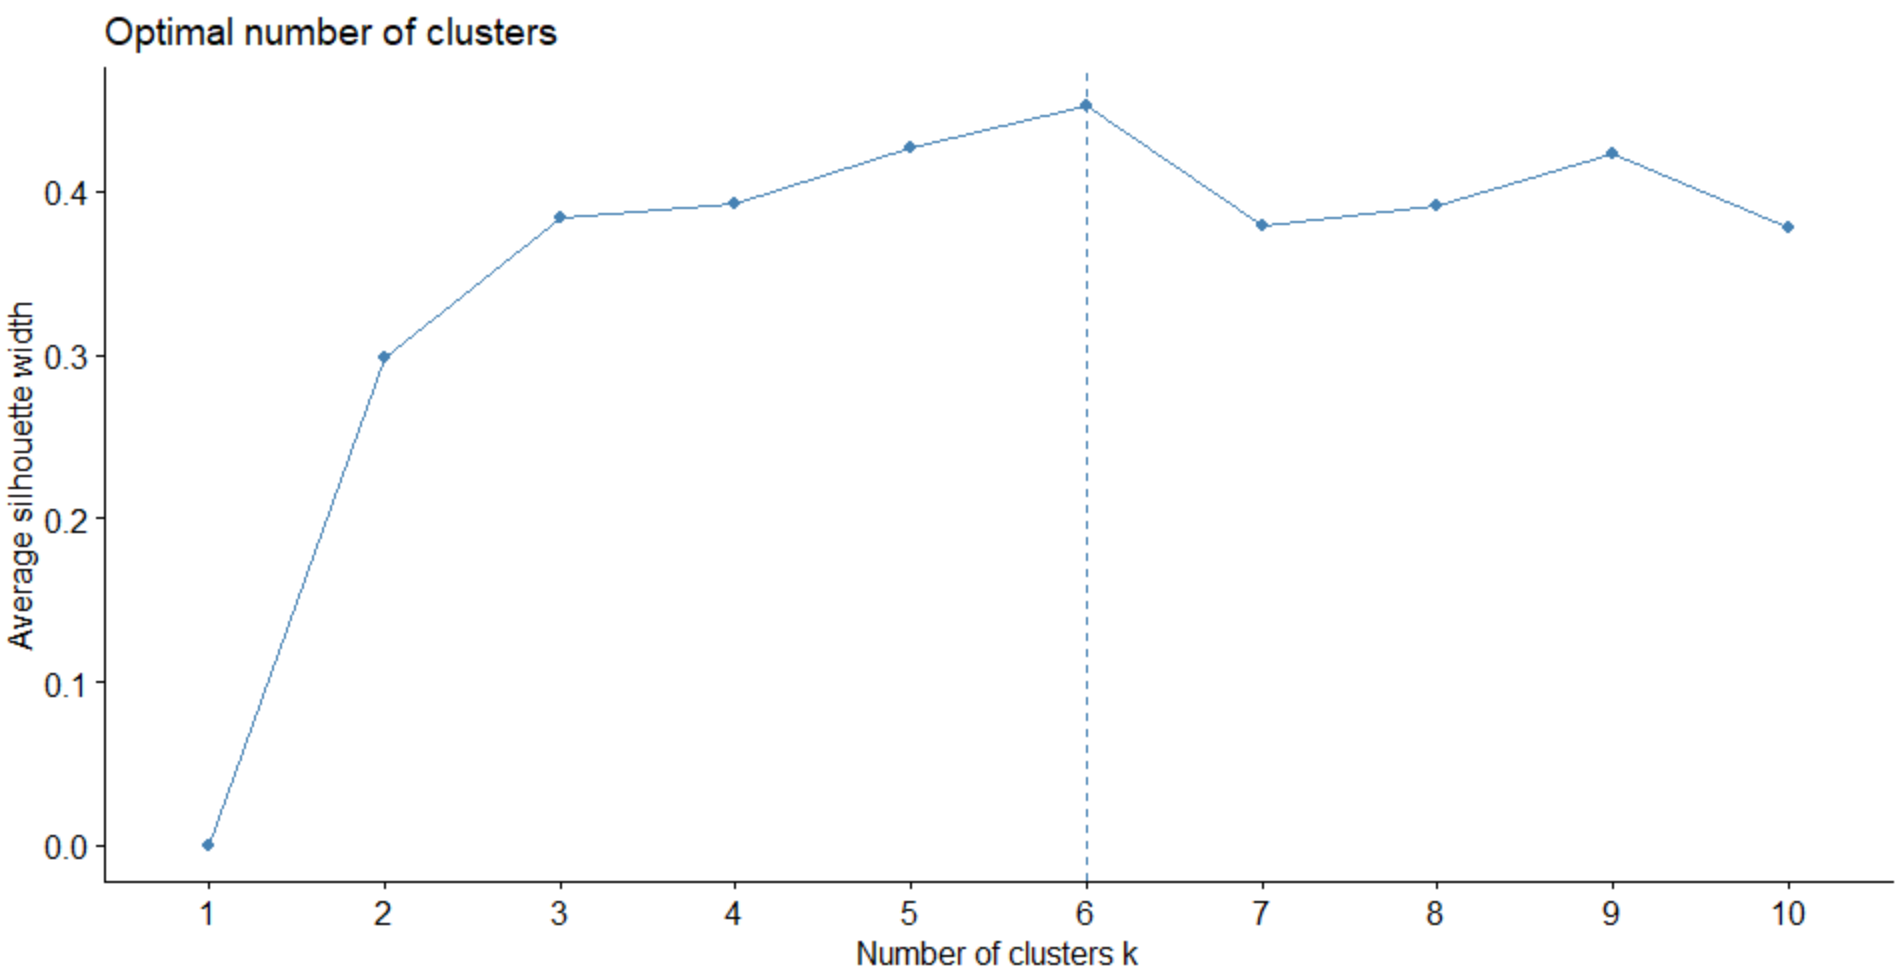 Optimal number of clusters
Average silhouette width
0.4
0.3
0.2
0.1
0.0
1 2 3 4 5 6 7 8 9 10
Number of clusters k